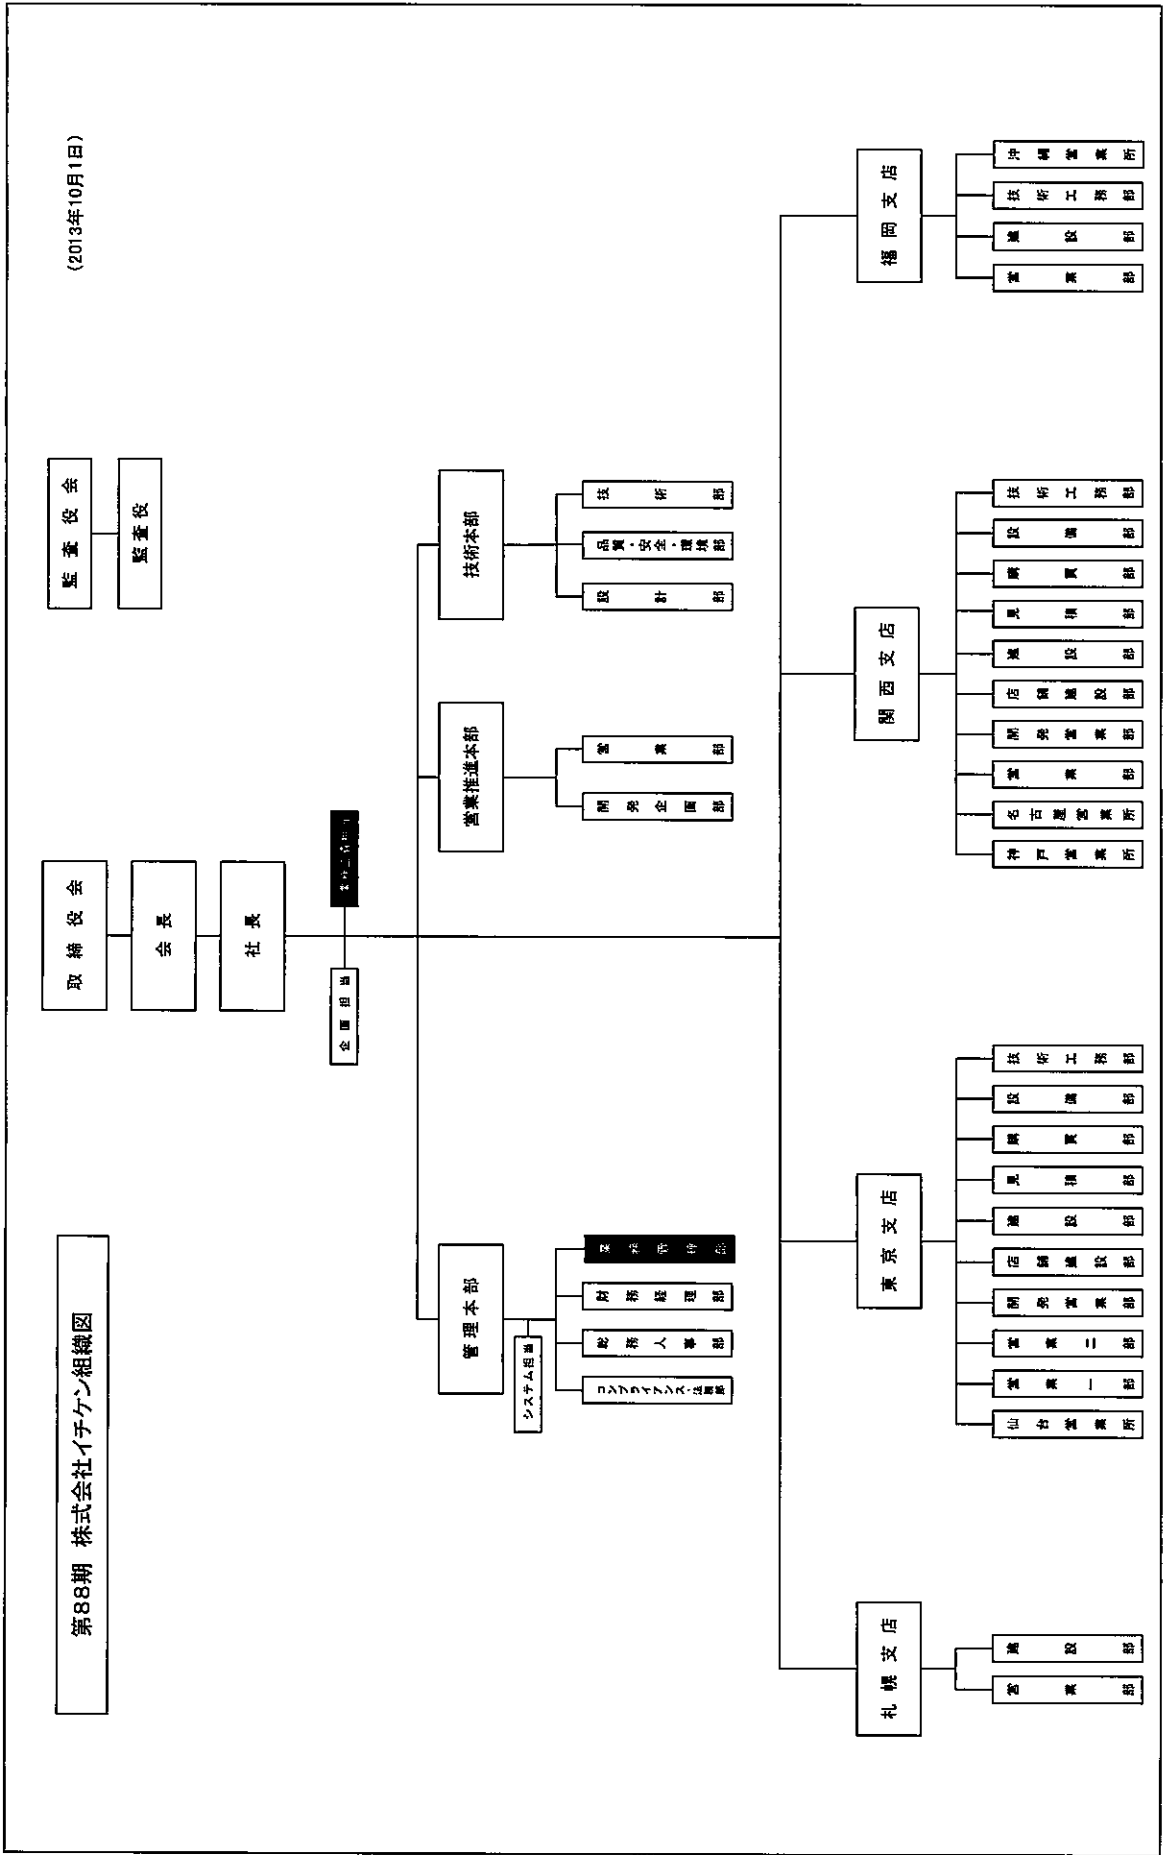 第88期 株式会社イチケン組織図
(2013年10月1日)
取締役会
会長
社長
監査役会
監査役
企画担当
管理本部
営業推進本部
技術本部
システム担当
コンプライアンス・法務部
総務人事部
財務経理部
開発企画部
営業部
設計部
品質・安全・環境部
技術部
札幌支店
東京支店
関西支店
福岡支店
営業部
建設部
仙台営業所
営業一部
営業二部
開発営業部
店舗建設部
建設部
見積部
購買部
設備部
技術工務部
神戸営業所
名古屋営業所
営業部
開発営業部
店舗建設部
建設部
見積部
購買部
設備部
技術工務部
営業部
建設部
技術工務部
沖縄営業所